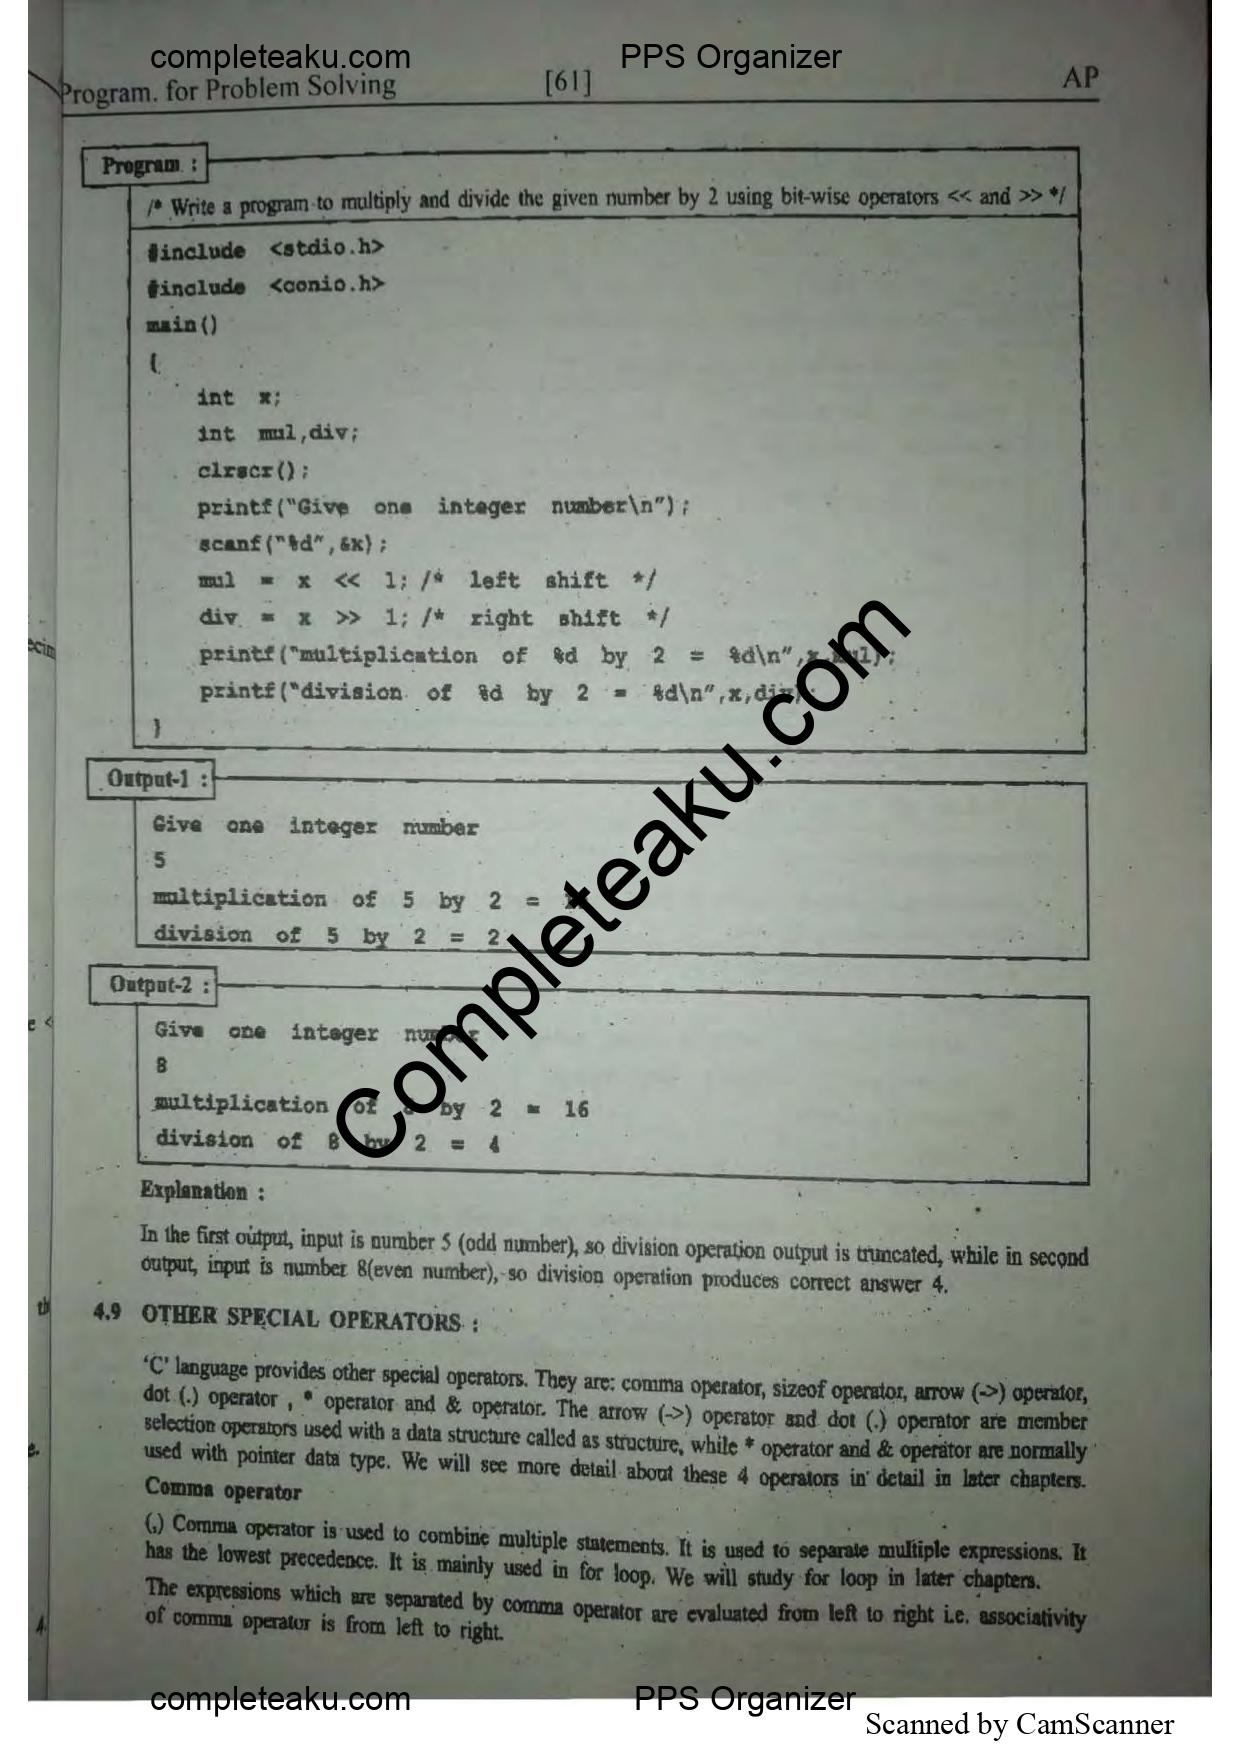 completeaku.com PPS Organizer
Program. for Problem Solving [61] AP
Program :
/* Write a program to multiply and divide the given number by 2 using bit-wise operators << and >> */
#include <stdio.h>
#include <conio.h>
main()
{
int x;
int mul,div;
clrscr();
printf("Give one integer number\n");
scanf("%d",&x);
mul = x << 1; /* left shift */
div = x >> 1; /* right shift */
printf("multiplication of %d by 2 = %d\n",x,mul);
printf("division of %d by 2 = %d\n",x,div);
}
Output-1 :
Give one integer number
5
multiplication of 5 by 2 =
division of 5 by 2 = 2
Output-2 :
Give one integer number
8
multiplication of 8 by 2 = 16
division of 8 by 2 = 4
Completeaku.com
Explanation :
In the first output, input is number 5 (odd number), so division operation output is truncated, while in second
output, input is number 8(even number), so division operation produces correct answer 4.
4.9 OTHER SPECIAL OPERATORS :
'C' language provides other special operators. They are: comma operator, sizeof operator, arrow (->) operator,
dot (.) operator , * operator and & operator. The arrow (->) operator and dot (.) operator are member
selection operators used with a data structure called as structure, while * operator and & operator are normally
used with pointer data type. We will see more detail about these 4 operators in detail in later chapters.
Comma operator
(,) Comma operator is used to combine multiple statements. It is used to separate multiple expressions. It
has the lowest precedence. It is mainly used in for loop. We will study for loop in later chapters.
The expressions which are separated by comma operator are evaluated from left to right i.e. associativity
of comma operator is from left to right.
completeaku.com PPS Organizer
Scanned by CamScanner